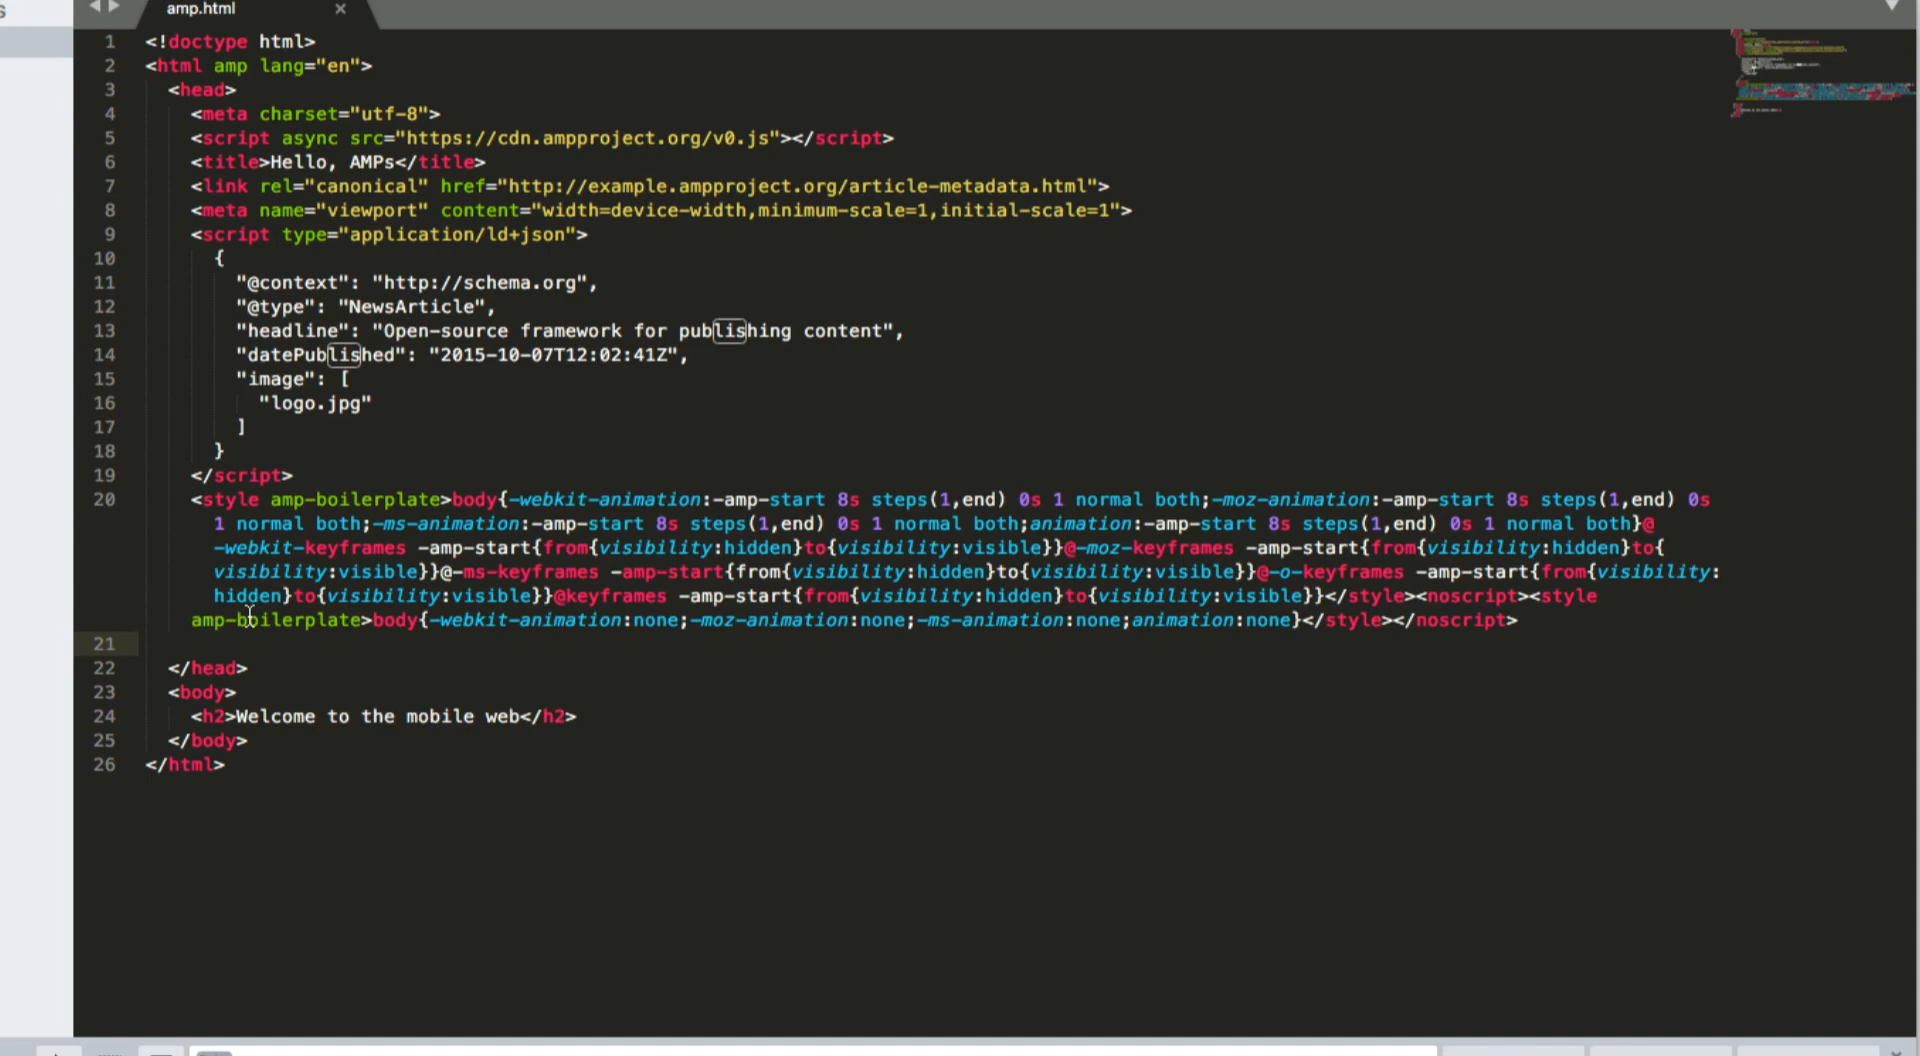 amp.html
1 <!doctype html>
2 <html amp lang="en">
3 <head>
4 <meta charset="utf-8">
5 <script async src="https://cdn.ampproject.org/v0.js"></script>
6 <title>Hello, AMPs</title>
7 <link rel="canonical" href="http://example.ampproject.org/article-metadata.html">
8 <meta name="viewport" content="width=device-width,minimum-scale=1,initial-scale=1">
9 <script type="application/ld+json">
10 {
11 "@context": "http://schema.org",
12 "@type": "NewsArticle",
13 "headline": "Open-source framework for publishing content",
14 "datePublished": "2015-10-07T12:02:41Z",
15 "image": [
16 "logo.jpg"
17 ]
18 }
19 </script>
20 <style amp-boilerplate>body{-webkit-animation:-amp-start 8s steps(1,end) 0s 1 normal both;-moz-animation:-amp-start 8s steps(1,end) 0s
1 normal both;-ms-animation:-amp-start 8s steps(1,end) 0s 1 normal both;animation:-amp-start 8s steps(1,end) 0s 1 normal both}@
-webkit-keyframes -amp-start{from{visibility:hidden}to{visibility:visible}}@-moz-keyframes -amp-start{from{visibility:hidden}to{
visibility:visible}}@-ms-keyframes -amp-start{from{visibility:hidden}to{visibility:visible}}@-o-keyframes -amp-start{from{visibility:
hidden}to{visibility:visible}}@keyframes -amp-start{from{visibility:hidden}to{visibility:visible}}</style><noscript><style
amp-boilerplate>body{-webkit-animation:none;-moz-animation:none;-ms-animation:none;animation:none}</style></noscript>
21
22 </head>
23 <body>
24 <h2>Welcome to the mobile web</h2>
25 </body>
26 </html>